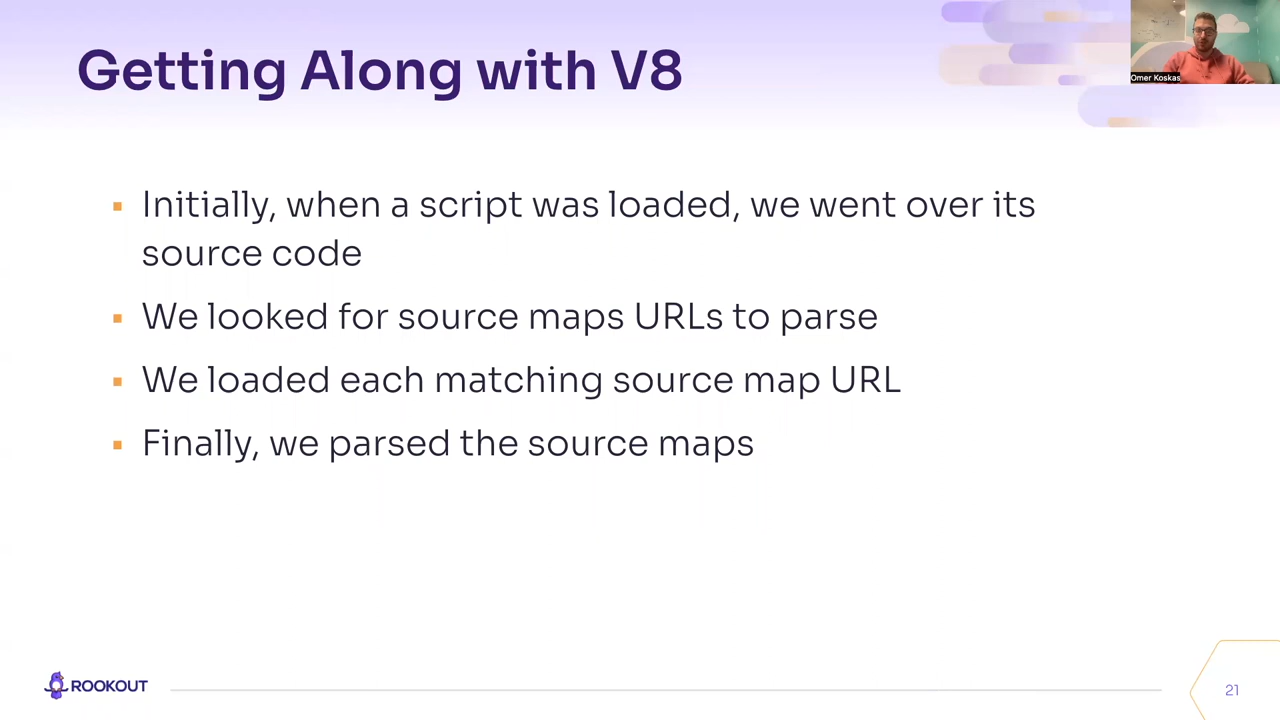 Getting Along with V8
Omer Koskas
▪ Initially, when a script was loaded, we went over its
source code
▪ We looked for source maps URLs to parse
▪ We loaded each matching source map URL
▪ Finally, we parsed the source maps
ROOKOUT
21